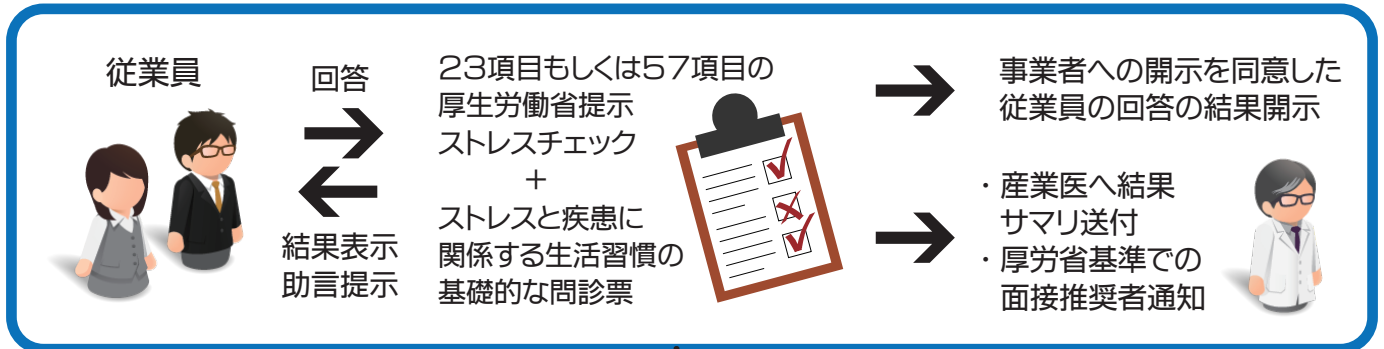 従業員
回答
結果表示
助言提示
23項目もしくは57項目の
厚生労働省提示
ストレスチェック
+
ストレスと疾患に
関係する生活習慣の
基礎的な問診票
事業者への開示を同意した
従業員の回答の結果開示
・産業医へ結果
サマリ送付
・厚労省基準での
面接推奨者通知